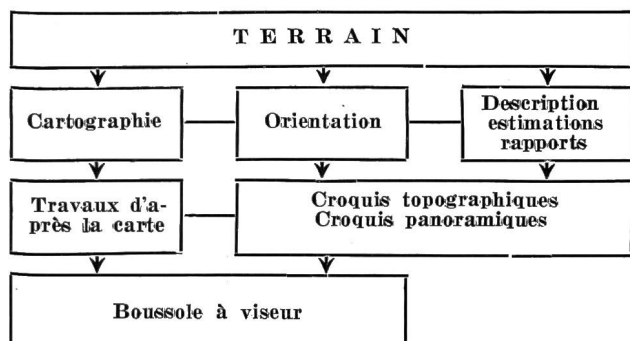 TERRAIN
Cartographie
Orientation
Description
estimations
rapports
Travaux d'a-
près la carte
Croquis topographiques
Croquis panoramiques
Boussole à viseur